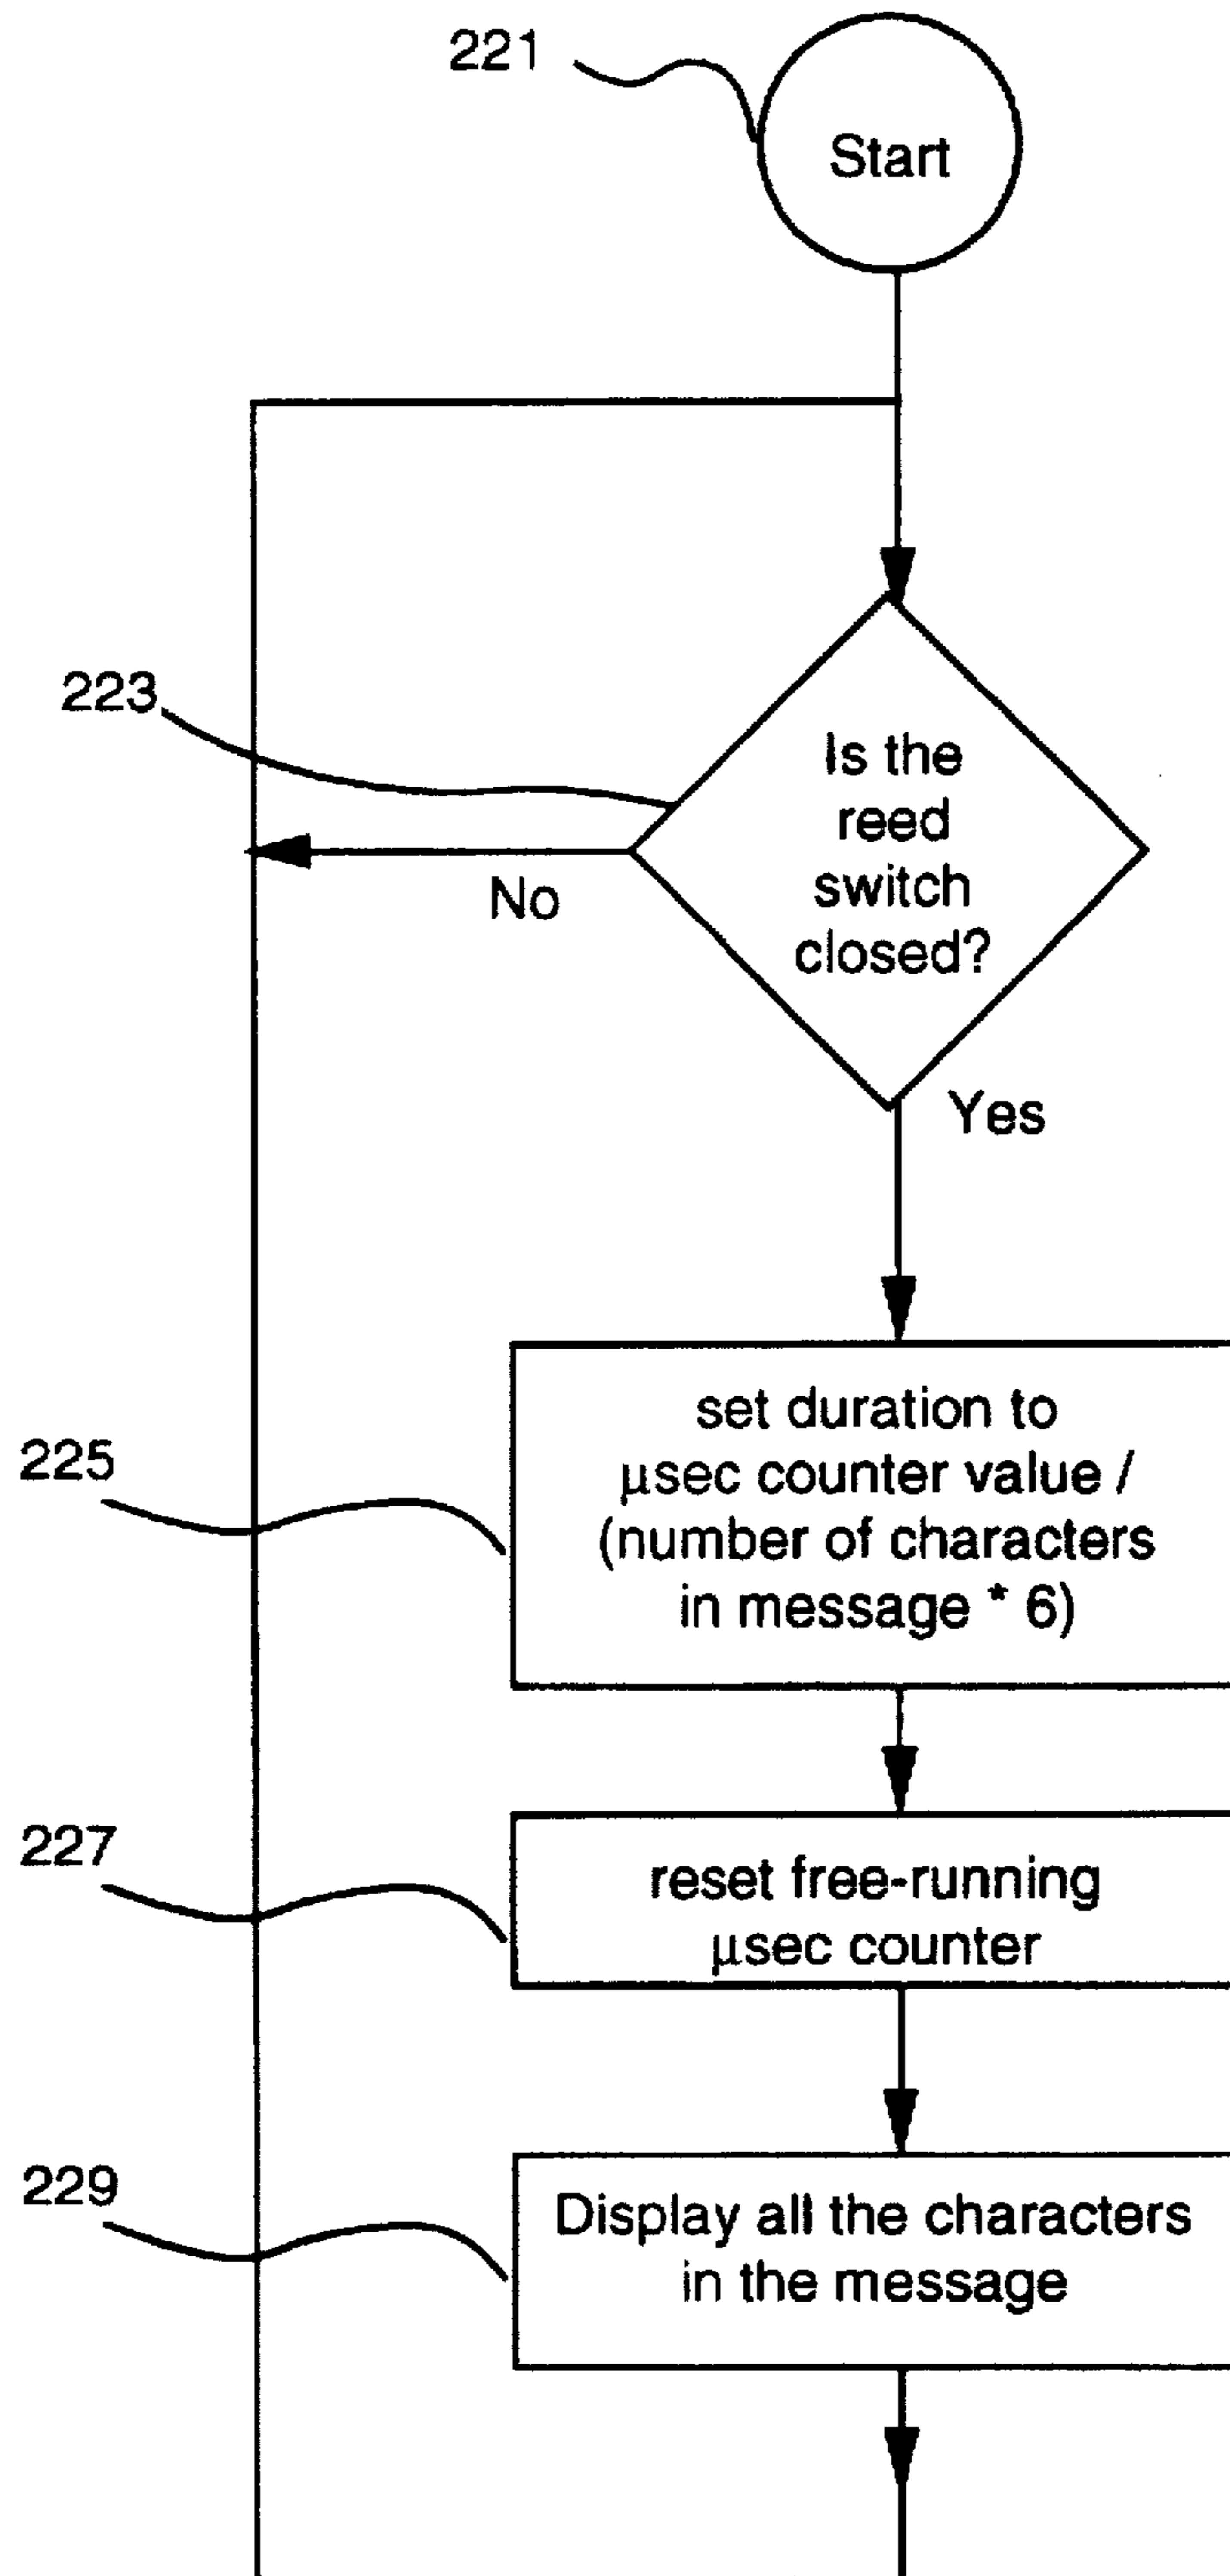 221
Start
223
Is the
reed
switch
closed?
No
Yes
225
set duration to
µsec counter value /
(number of characters
in message * 6)
227
reset free-running
µsec counter
229
Display all the characters
in the message